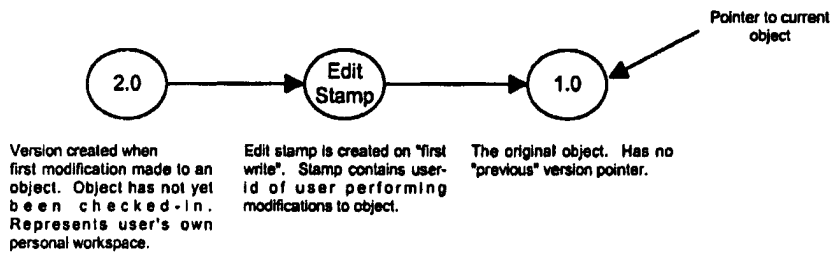 Pointer to current
object
2.0
Edit
Stamp
1.0
Version created when
first modification made to an
object. Object has not yet
been checked-in.
Represents user's own
personal workspace.
Edit stamp is created on "first
write". Stamp contains user-
id of user performing
modifications to object.
The original object. Has no
"previous" version pointer.